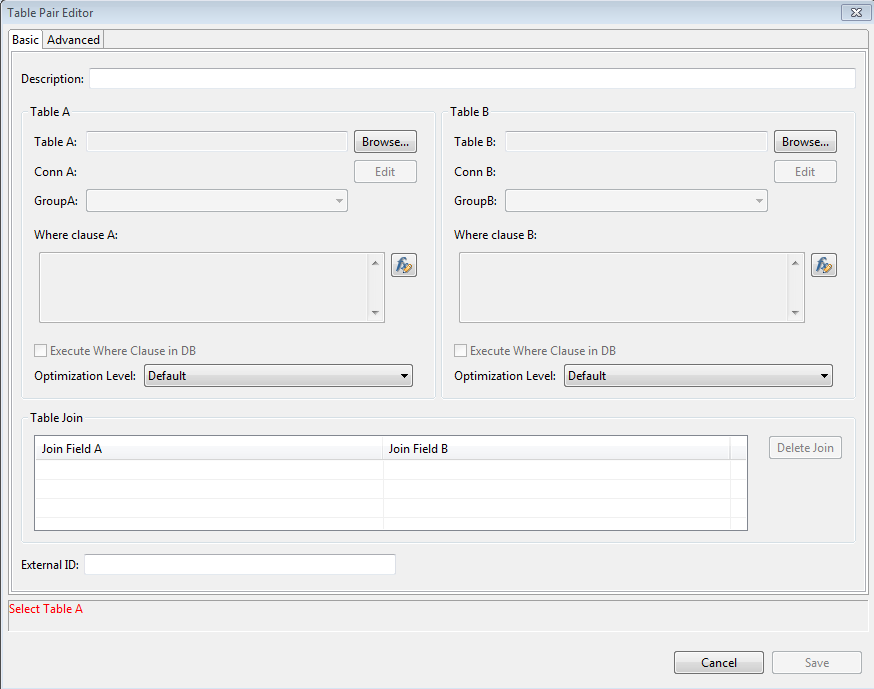 Table Pair Editor
Basic Advanced
Description:
Table A Table B
Table A: Browse... Table B: Browse...
Conn A: Edit Conn B: Edit
GroupA: GroupB:
Where clause A: Where clause B:
Execute Where Clause in DB Execute Where Clause in DB
Optimization Level: Default Optimization Level: Default
Table Join
Join Field A Join Field B Delete Join
External ID:
Select Table A
Cancel Save